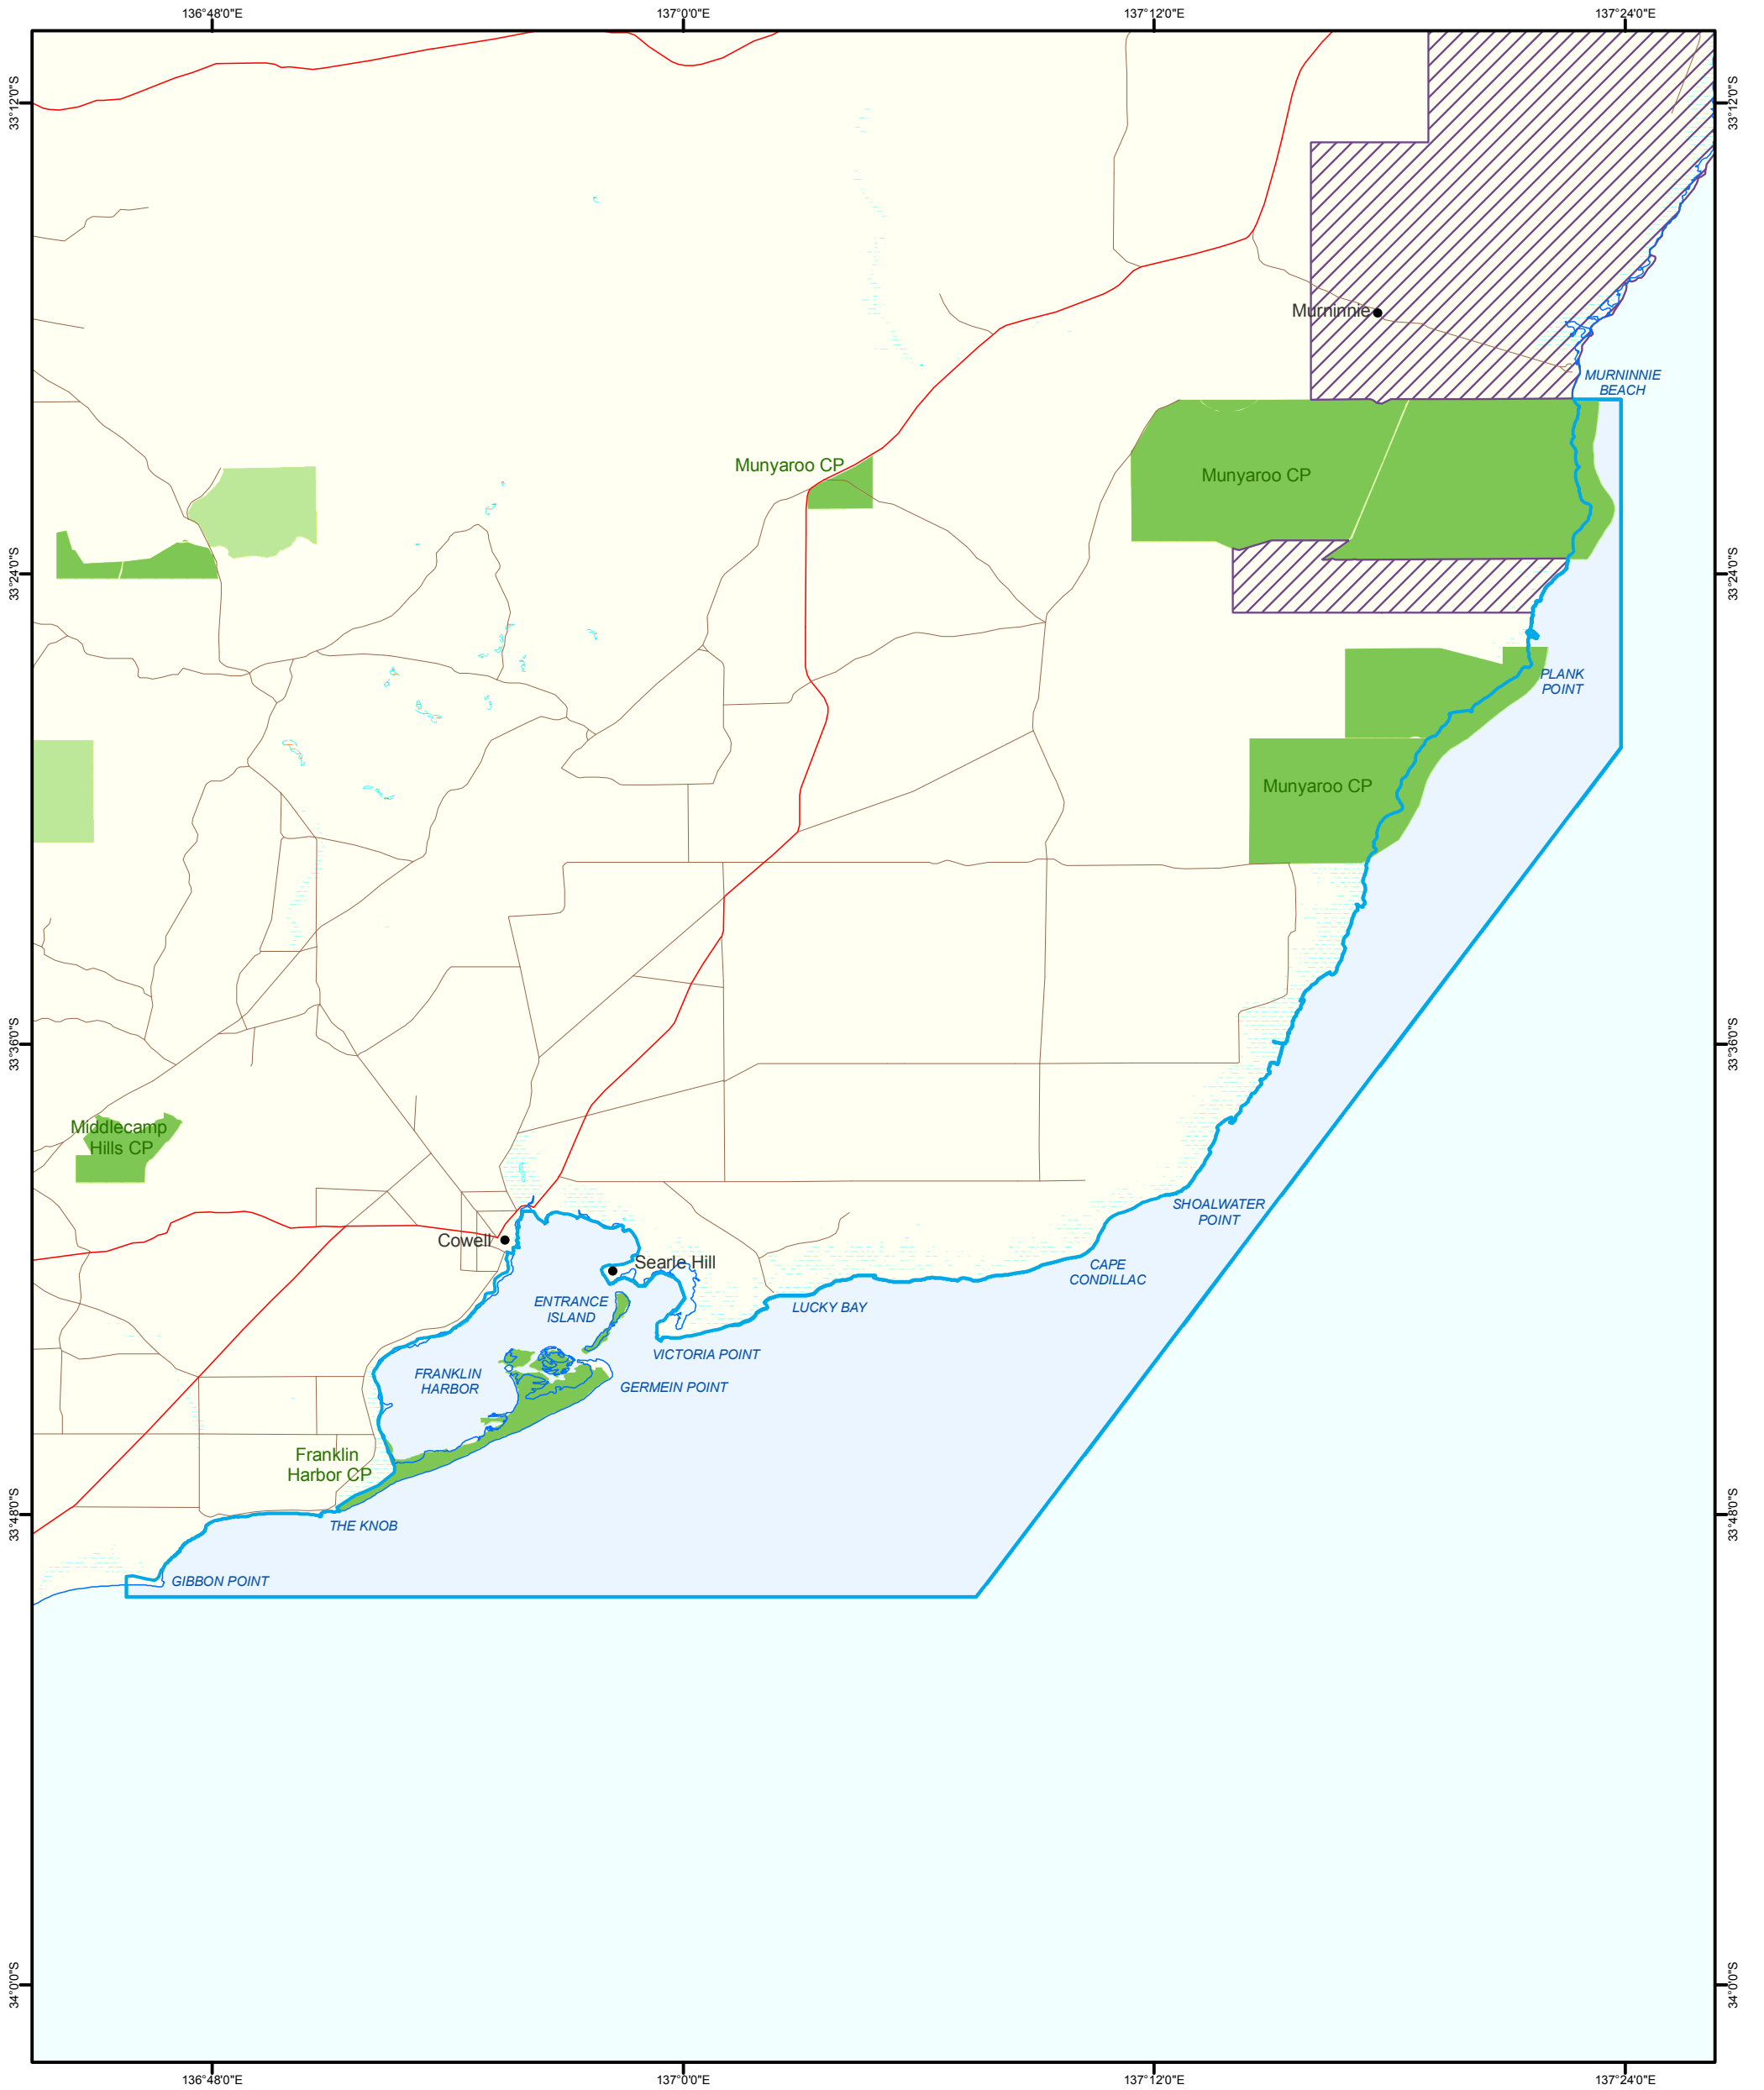 136°48'0"E
137°0'0"E
137°12'0"E
137°24'0"E
33°12'0"S
33°12'0"S
Murninnie
MURNINNIE
BEACH
Munyaroo CP
Munyaroo CP
33°24'0"S
33°24'0"S
PLANK
POINT
Munyaroo CP
33°36'0"S
33°36'0"S
Middlecamp
Hills CP
SHOALWATER
POINT
Cowell
Searle Hill
CAPE
CONDILLAC
ENTRANCE
ISLAND
LUCKY BAY
VICTORIA POINT
FRANKLIN
HARBOR
GERMEIN POINT
Franklin
Harbor CP
33°48'0"S
33°48'0"S
THE KNOB
GIBBON POINT
34°0'0"S
34°0'0"S
136°48'0"E
137°0'0"E
137°12'0"E
137°24'0"E